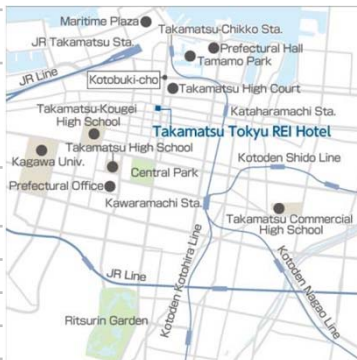 Maritime Plaza
Takamatsu-Chikko Sta.
JR Takamatsu Sta.
Prefectural Hall
Tamamo Park
JR Line
Kotobuki-cho
Takamatsu High Court
Takamatsu-Kougei
High School
Kataharamachi Sta.
Takamatsu Tokyu REI Hotel
Takamatsu High School
Kagawa Univ.
Kotoden Shido Line
Central Park
Prefectural Office
Kawaramachi Sta.
Takamatsu Commercial
High School
Kotoden Kotohira Line
Kotoden Nagao Line
JR Line
Ritsurin Garden